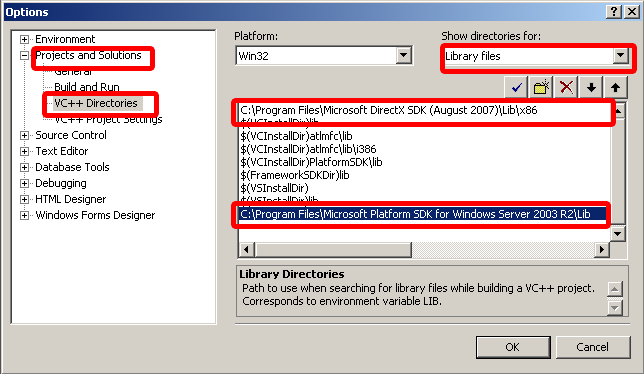 Options
Environment
Projects and Solutions
General
Build and Run
VC++ Directories
VC++ Project Settings
Source Control
Text Editor
Database Tools
Debugging
HTML Designer
Windows Forms Designer
Platform:
Win32
Show directories for:
Library files
C:\Program Files\Microsoft DirectX SDK (August 2007)\Lib\x86
$(VCInstallDir)lib
$(VCInstallDir)atlmfc\lib
$(VCInstallDir)atlmfc\lib\i386
$(VCInstallDir)PlatformSDK\lib
$(FrameworkSDKDir)lib
$(VSInstallDir)
$(VSInstallDir)lib
C:\Program Files\Microsoft Platform SDK for Windows Server 2003 R2\Lib
Library Directories
Path to use when searching for library files while building a VC++ project.
Corresponds to environment variable LIB.
OK
Cancel